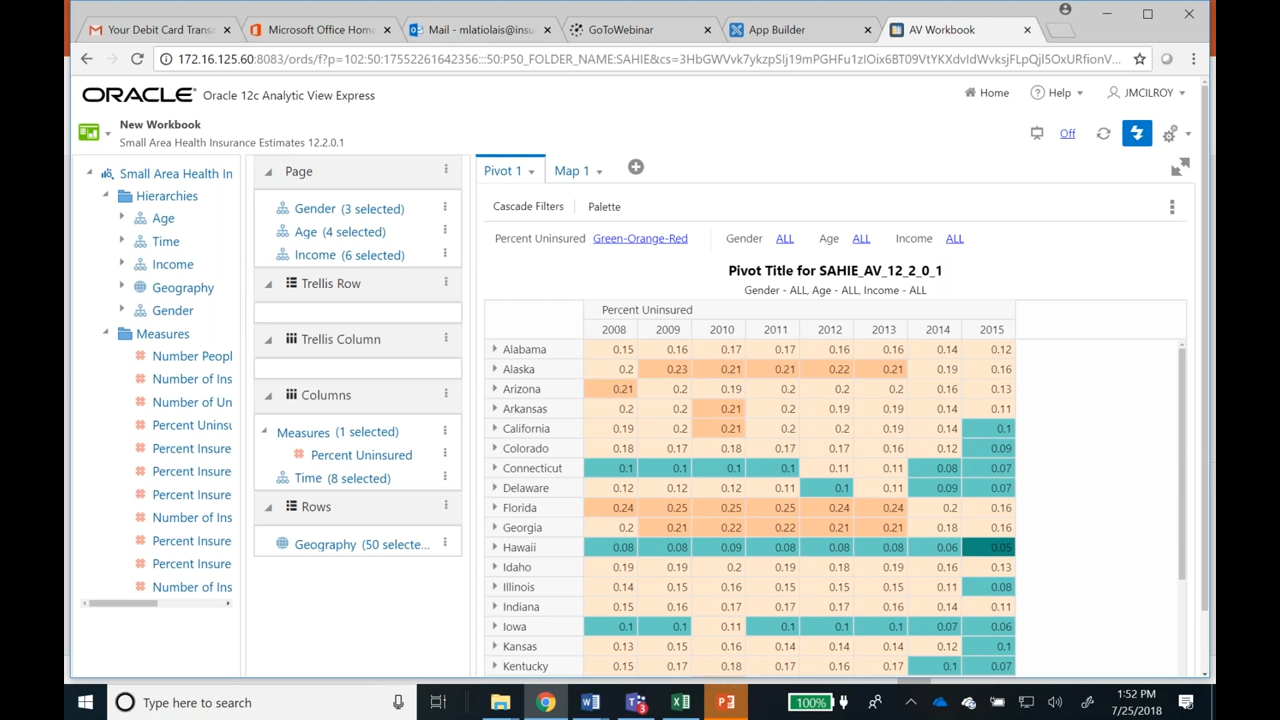 Your Debit Card Trans
Microsoft Office Hom
Mail - mlatiolais@insu
GoToWebinar
App Builder
AV Workbook
172.16.125.60:8083/ords/f?p=102:50:17552261642356:::50:P50_FOLDER_NAME:SAHIE&cs=3HbGWVvk7ykzpSIj19mPGHFu1zIOix6BT09VtYKXdvIdWvksjFLpQjI5OxURfionV...
ORACLE Oracle 12c Analytic View Express
Home
Help
JMCILROY
New Workbook
Small Area Health Insurance Estimates 12.2.0.1
Off
Small Area Health In
Hierarchies
Age
Time
Income
Geography
Gender
Measures
Number Peopl
Number of Ins
Number of Un
Percent Uninsu
Percent Insure
Percent Insure
Percent Insure
Number of Ins
Percent Insure
Percent Insure
Number of Ins
Page
Gender (3 selected)
Age (4 selected)
Income (6 selected)
Trellis Row
Trellis Column
Columns
Measures (1 selected)
Percent Uninsured
Time (8 selected)
Rows
Geography (50 selecte...
Pivot 1
Map 1
Cascade Filters Palette
Percent Uninsured Green-Orange-Red Gender ALL Age ALL Income ALL
Pivot Title for SAHIE_AV_12_2_0_1
Gender - ALL, Age - ALL, Income - ALL
Percent Uninsured
2008 2009 2010 2011 2012 2013 2014 2015
Alabama 0.15 0.16 0.17 0.17 0.16 0.16 0.14 0.12
Alaska 0.2 0.23 0.21 0.21 0.22 0.21 0.19 0.16
Arizona 0.21 0.2 0.19 0.2 0.2 0.2 0.16 0.13
Arkansas 0.2 0.2 0.21 0.2 0.19 0.19 0.14 0.11
California 0.19 0.2 0.21 0.2 0.2 0.19 0.14 0.1
Colorado 0.18 0.17 0.18 0.17 0.17 0.16 0.12 0.09
Connecticut 0.1 0.1 0.1 0.1 0.11 0.11 0.08 0.07
Delaware 0.12 0.12 0.12 0.11 0.1 0.11 0.09 0.07
Florida 0.24 0.25 0.25 0.25 0.24 0.24 0.2 0.16
Georgia 0.2 0.21 0.22 0.22 0.21 0.21 0.18 0.16
Hawaii 0.08 0.08 0.09 0.08 0.08 0.08 0.06 0.05
Idaho 0.19 0.19 0.2 0.19 0.18 0.19 0.16 0.13
Illinois 0.14 0.15 0.16 0.15 0.15 0.15 0.11 0.08
Indiana 0.15 0.16 0.17 0.17 0.17 0.16 0.14 0.11
Iowa 0.1 0.1 0.11 0.1 0.1 0.1 0.07 0.06
Kansas 0.13 0.15 0.16 0.14 0.14 0.14 0.12 0.1
Kentucky 0.15 0.17 0.18 0.17 0.16 0.17 0.1 0.07
Type here to search
100%
1:52 PM
7/25/2018